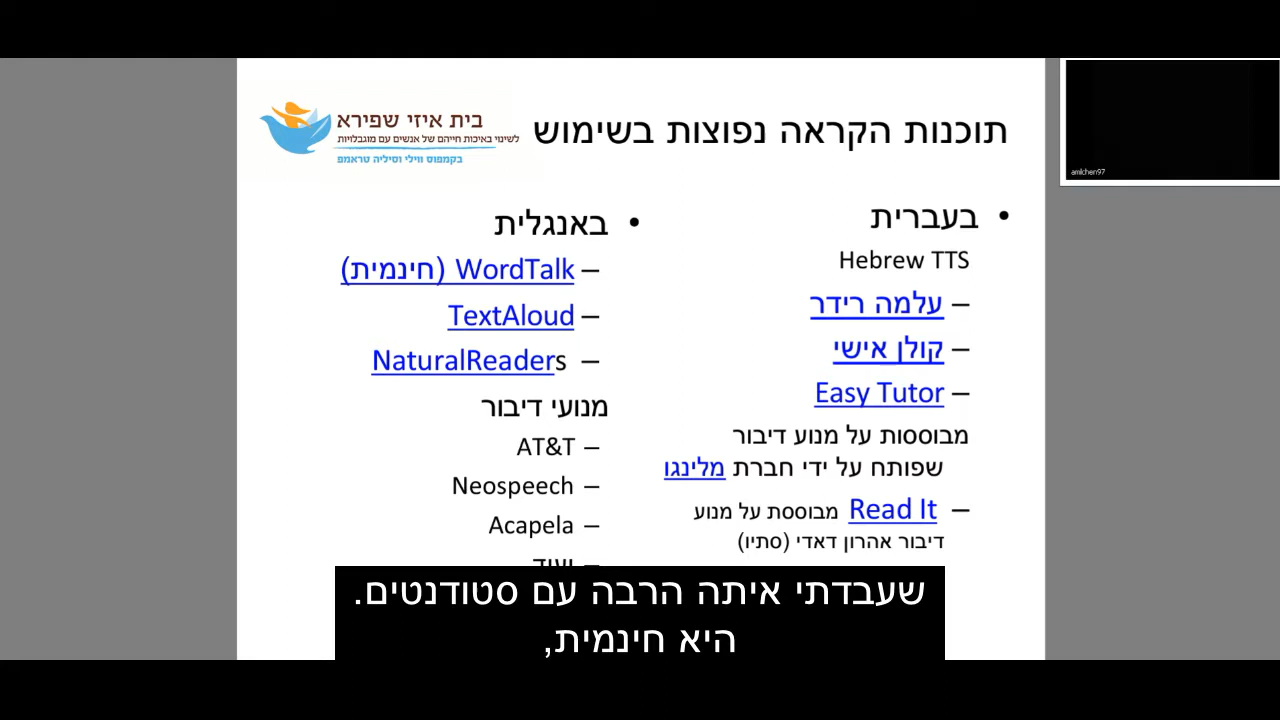 תוכנות הקראה נפוצות בשימוש
בית איזי שפירא
לשינוי באיכות חייהם של אנשים עם מוגבלויות
בקמפוס ווילי וסיליה טראמפ
amlchen97
• בעברית
Hebrew TTS
– עלמה רידר
– קולן אישי
– Easy Tutor
מבוססות על מנוע דיבור
שפותח על ידי חברת מלינגו
– Read It מבוססת על מנוע
דיבור אהרון דאדי (סתיו)
• באנגלית
– WordTalk (חינמית)
– TextAloud
– NaturalReaders
מנועי דיבור
– AT&T
– Neospeech
– Acapela
– ועוד
שעבדתי איתה הרבה עם סטודנטים.
היא חינמית,